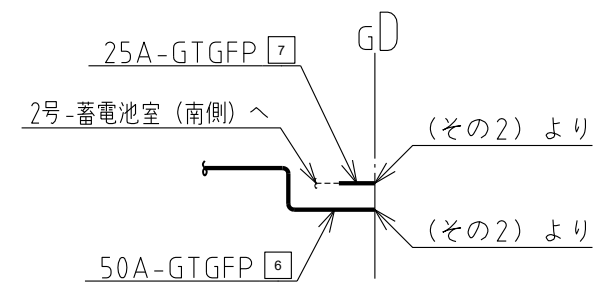 GD
25A-GTGFP 7
2号-蓄電池室（南側）へ
（その2）より
（その2）より
50A-GTGFP 6